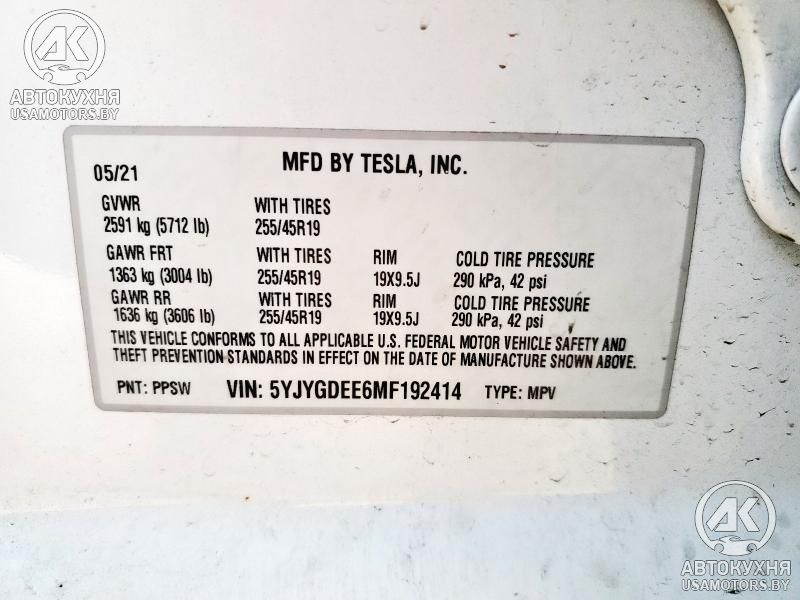 AK
АВТОКУХНЯ
USAMOTORS.BY
05/21 MFD BY TESLA, INC.
GVWR WITH TIRES
2591 kg (5712 lb) 255/45R19
GAWR FRT WITH TIRES RIM COLD TIRE PRESSURE
1363 kg (3004 lb) 255/45R19 19X9.5J 290 kPa, 42 psi
GAWR RR WITH TIRES RIM COLD TIRE PRESSURE
1636 kg (3606 lb) 255/45R19 19X9.5J 290 kPa, 42 psi
THIS VEHICLE CONFORMS TO ALL APPLICABLE U.S. FEDERAL MOTOR VEHICLE SAFETY AND
THEFT PREVENTION STANDARDS IN EFFECT ON THE DATE OF MANUFACTURE SHOWN ABOVE.
PNT: PPSW VIN: 5YJYGDEE6MF192414 TYPE: MPV
AK
АВТОКУХНЯ
USAMOTORS.BY